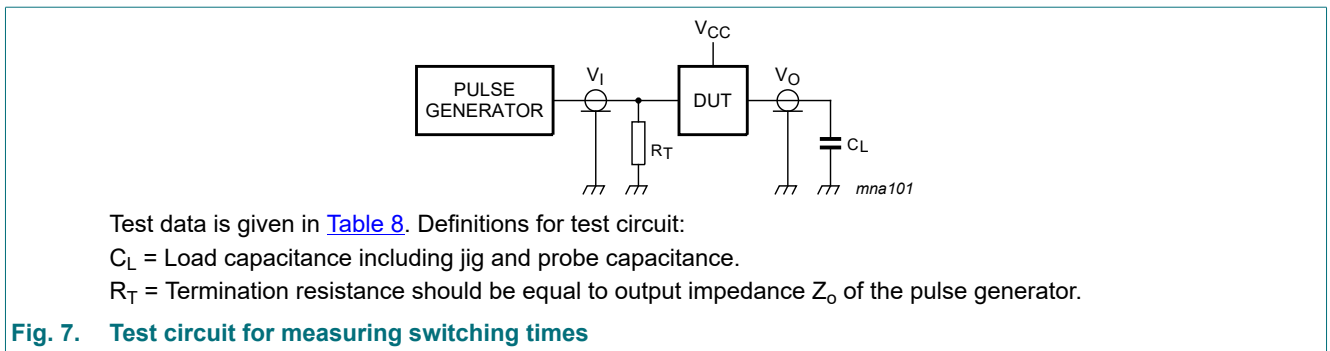 VCC
PULSE
GENERATOR
VI
DUT
VO
RT
CL
mna101
Test data is given in Table 8. Definitions for test circuit:
CL = Load capacitance including jig and probe capacitance.
RT = Termination resistance should be equal to output impedance Zo of the pulse generator.
Fig. 7. Test circuit for measuring switching times